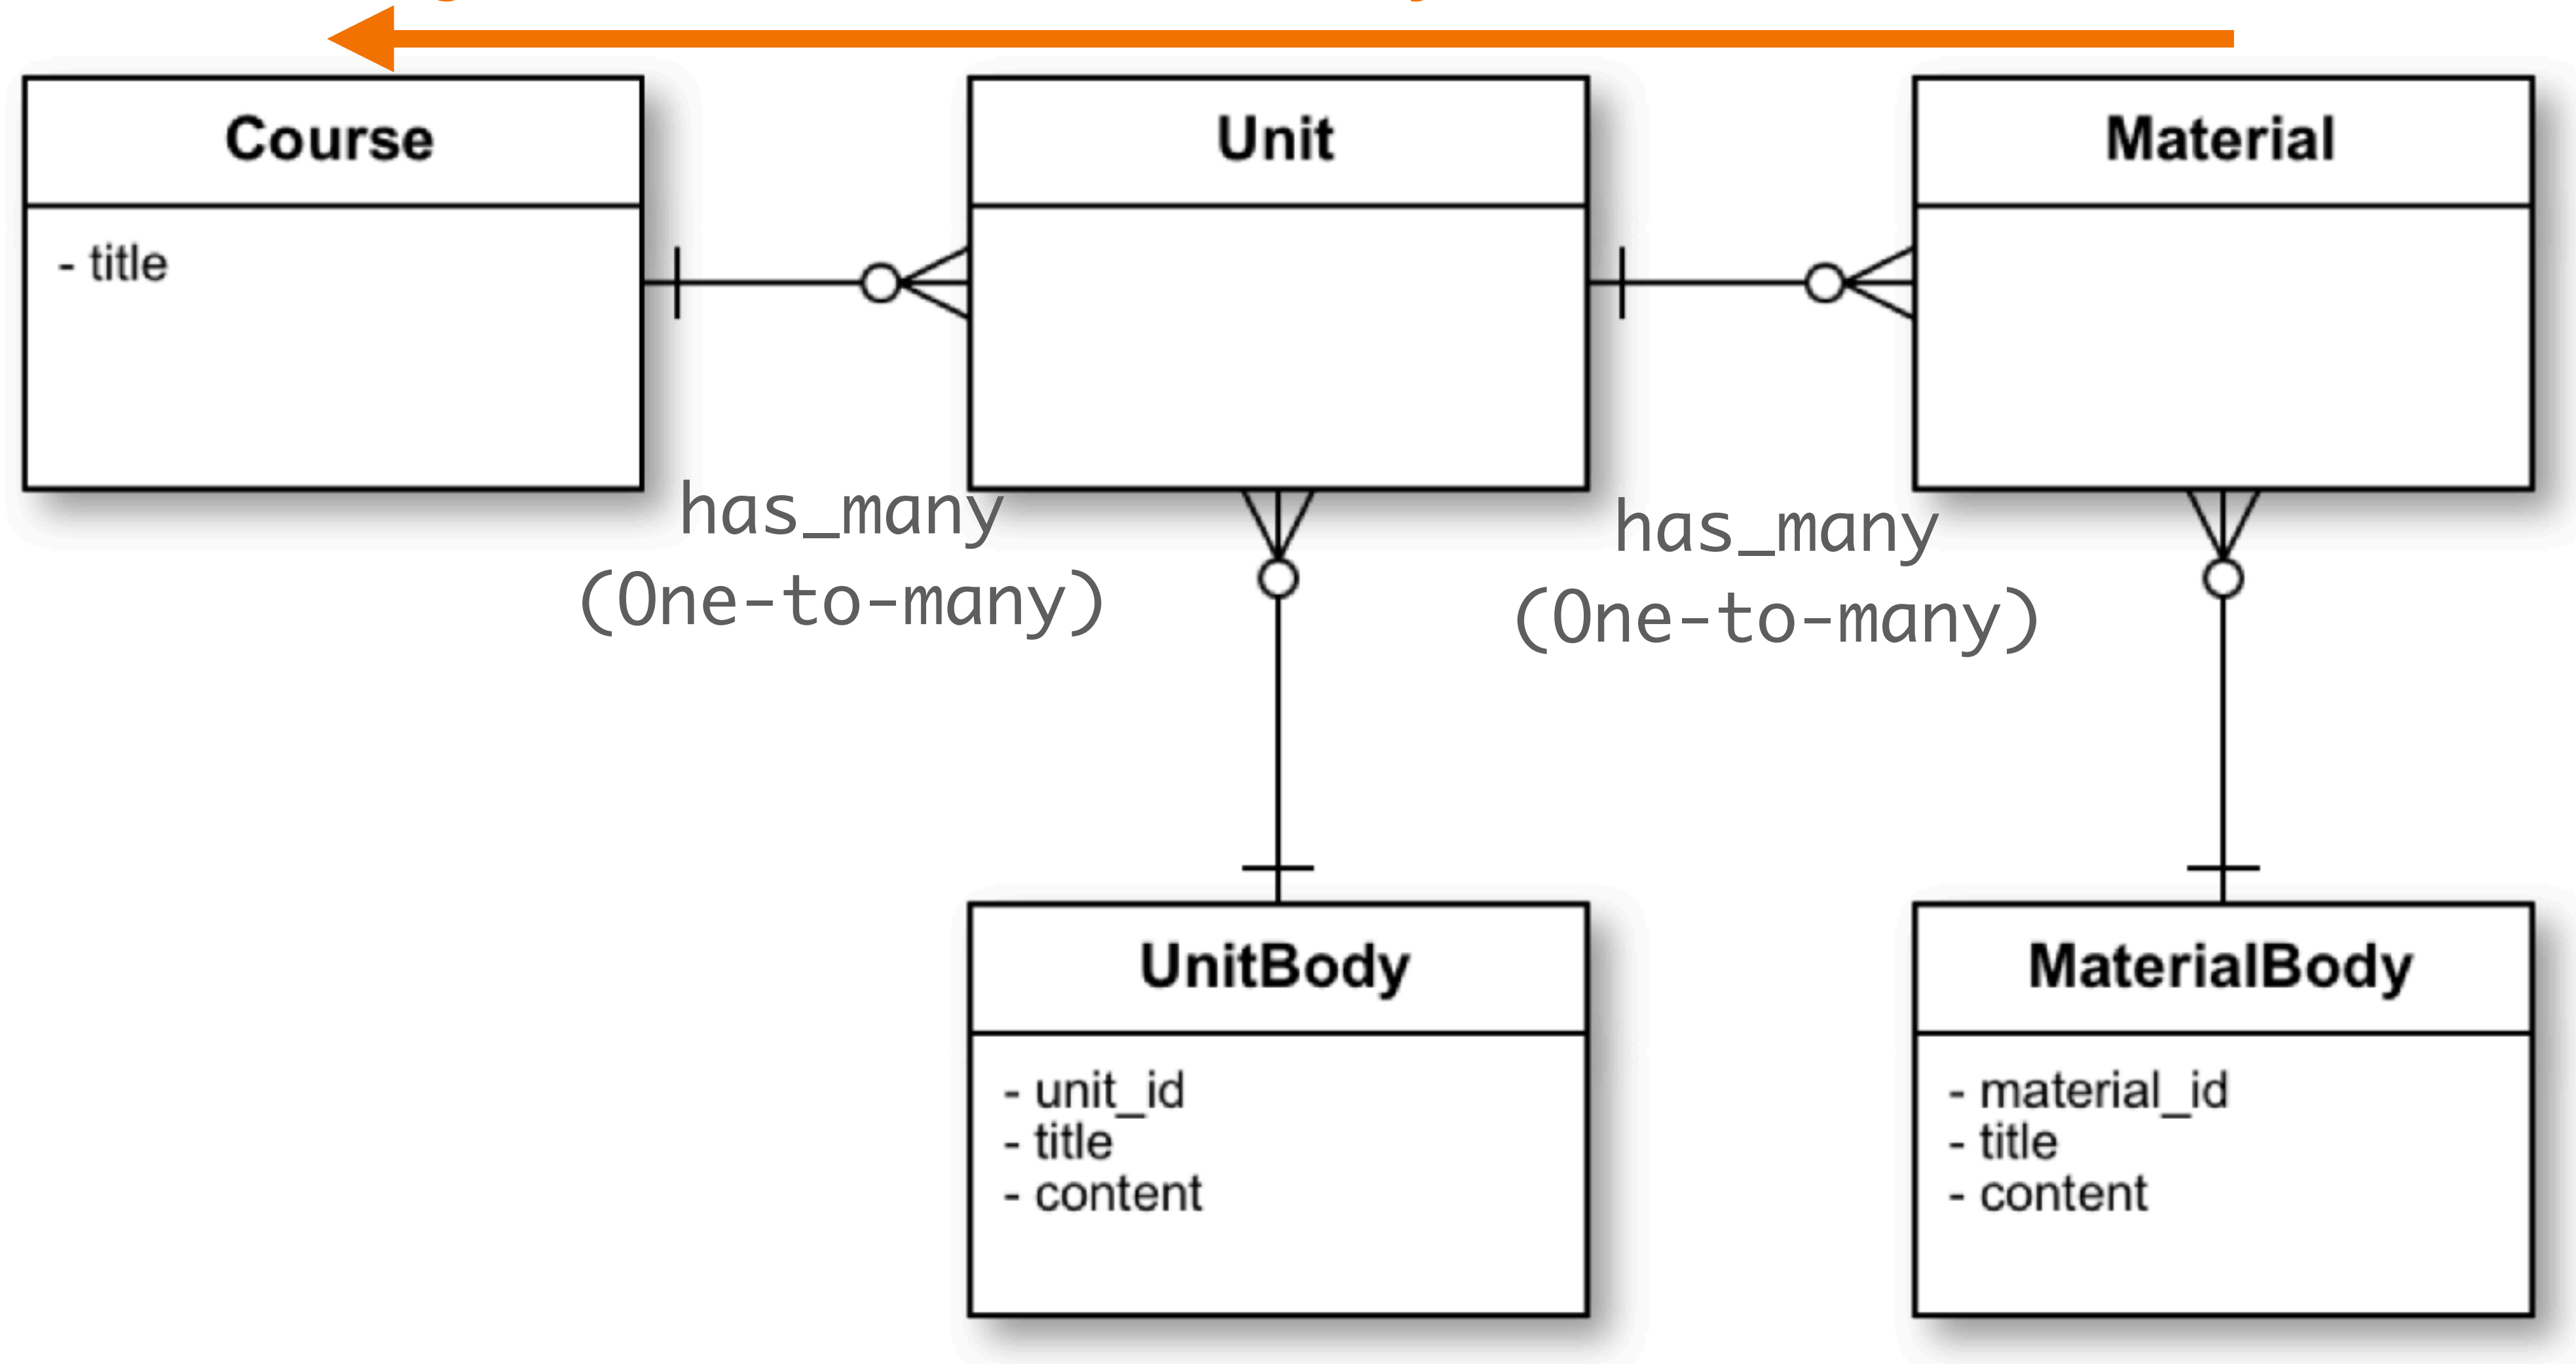 Course
- title
Unit
Material
has_many
(One-to-many)
has_many
(One-to-many)
UnitBody
- unit_id
- title
- content
MaterialBody
- material_id
- title
- content